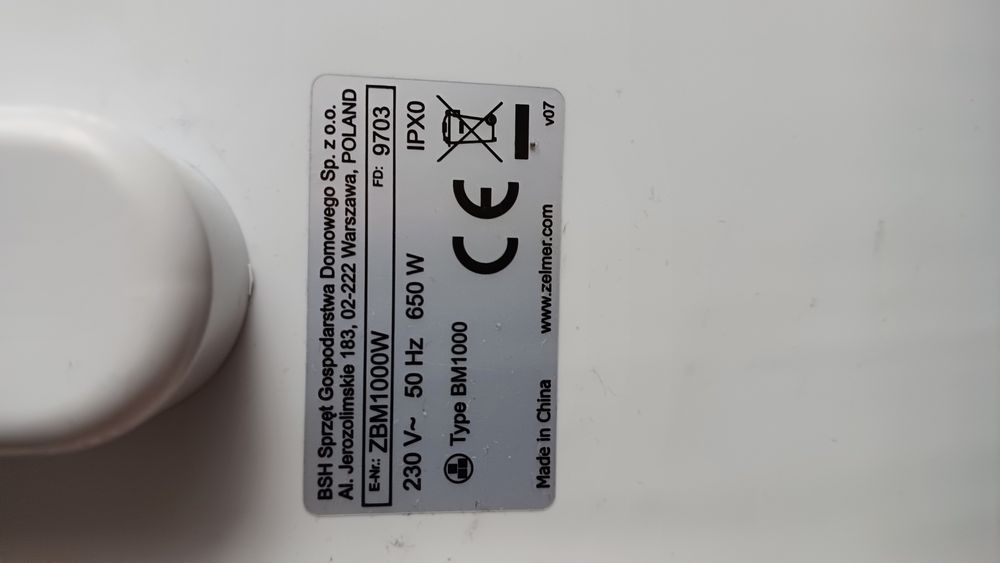 BSH Sprzęt Gospodarstwa Domowego Sp. z o.o.
Al. Jerozolimskie 183, 02-222 Warszawa, POLAND
E-Nr.: ZBM1000W FD: 9703
230 V~ 50 Hz 650 W IPX0
Type BM1000
CE
Made in China www.zelmer.com v07